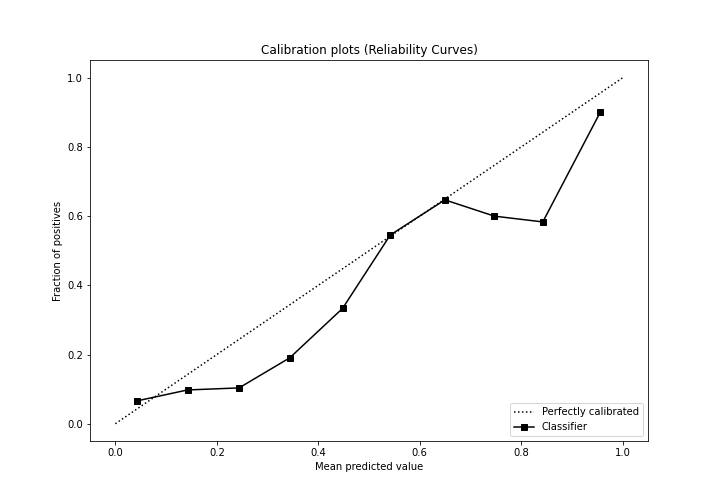 Calibration plots (Reliability Curves)
1.0
0.8
0.6
0.4
0.2
0.0
Fraction of positives
0.0 0.2 0.4 0.6 0.8 1.0
Mean predicted value
Perfectly calibrated
Classifier